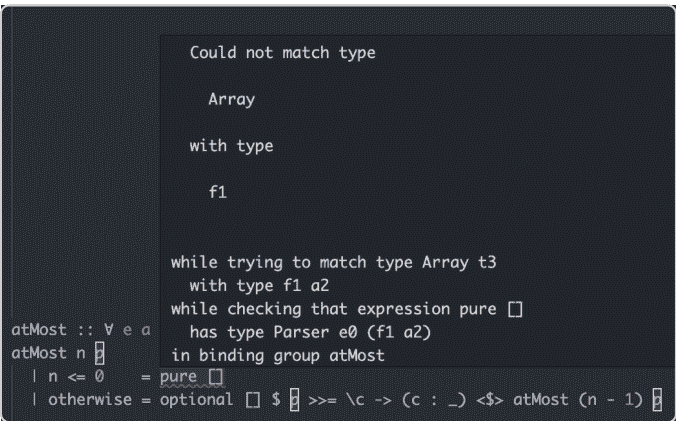 Could not match type
Array
with type
f1
while trying to match type Array t3
with type f1 a2
while checking that expression pure []
has type Parser e0 (f1 a2)
in binding group atMost
atMost :: ∀ e a
atMost n p
| n <= 0 = pure []
| otherwise = optional [] $ p >>= \c -> (c : _) <$> atMost (n - 1) p